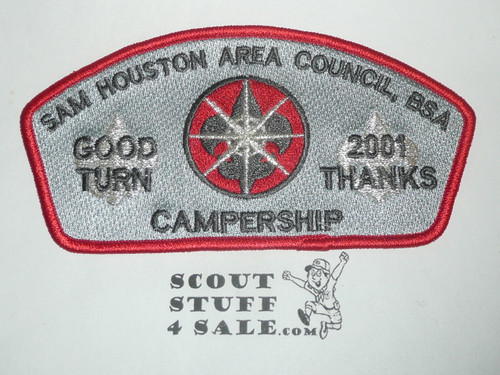 SAM HOUSTON AREA COUNCIL, BSA
GOOD TURN
2001 THANKS
CAMPERSHIP
SCOUT
STUFF
4 SALE.com